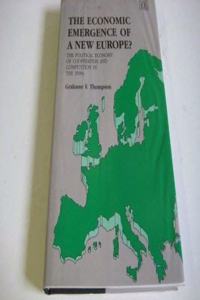 THE ECONOMIC
EMERGENCE OF
A NEW EUROPE?
THE POLITICAL ECONOMY
OF COOPERATION AND
COMPETITION IN
THE 1990s
Grahame F. Thompson